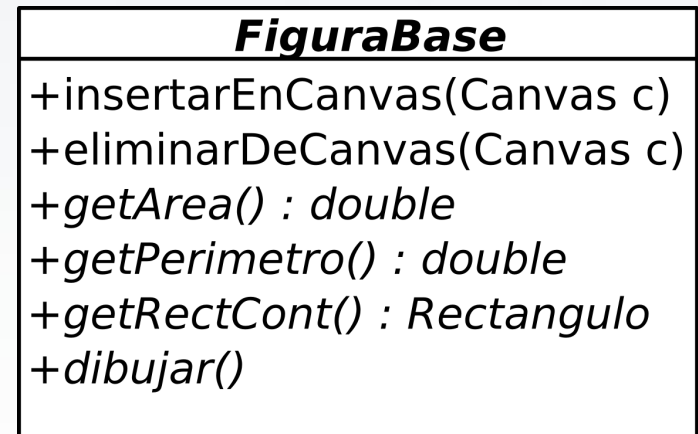 FiguraBase
+insertarEnCanvas(Canvas c)
+eliminarDeCanvas(Canvas c)
+getArea() : double
+getPerimetro() : double
+getRectCont() : Rectangulo
+dibujar()